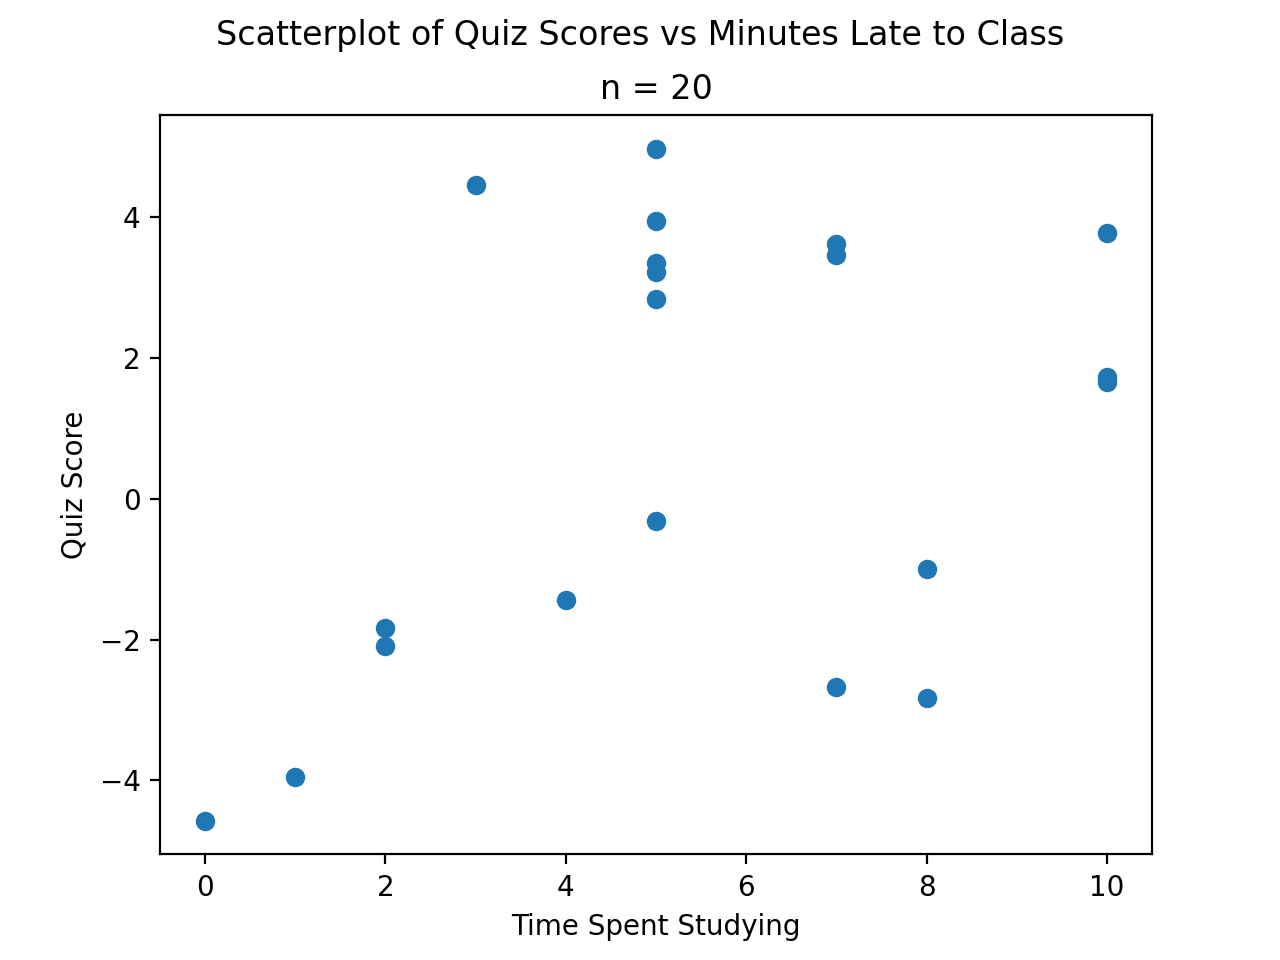 Scatterplot of Quiz Scores vs Minutes Late to Class
n = 20
4
2
0
−2
−4
Quiz Score
0 2 4 6 8 10
Time Spent Studying